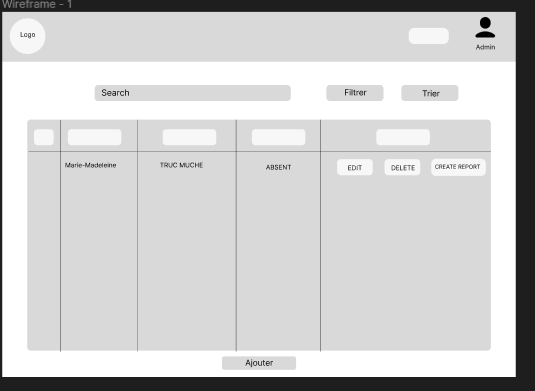 Wireframe - 1
Logo
Admin
Search
Filtrer
Trier
Marie-Madeleine
TRUC MUCHE
ABSENT
EDIT
DELETE
CREATE REPORT
Ajouter